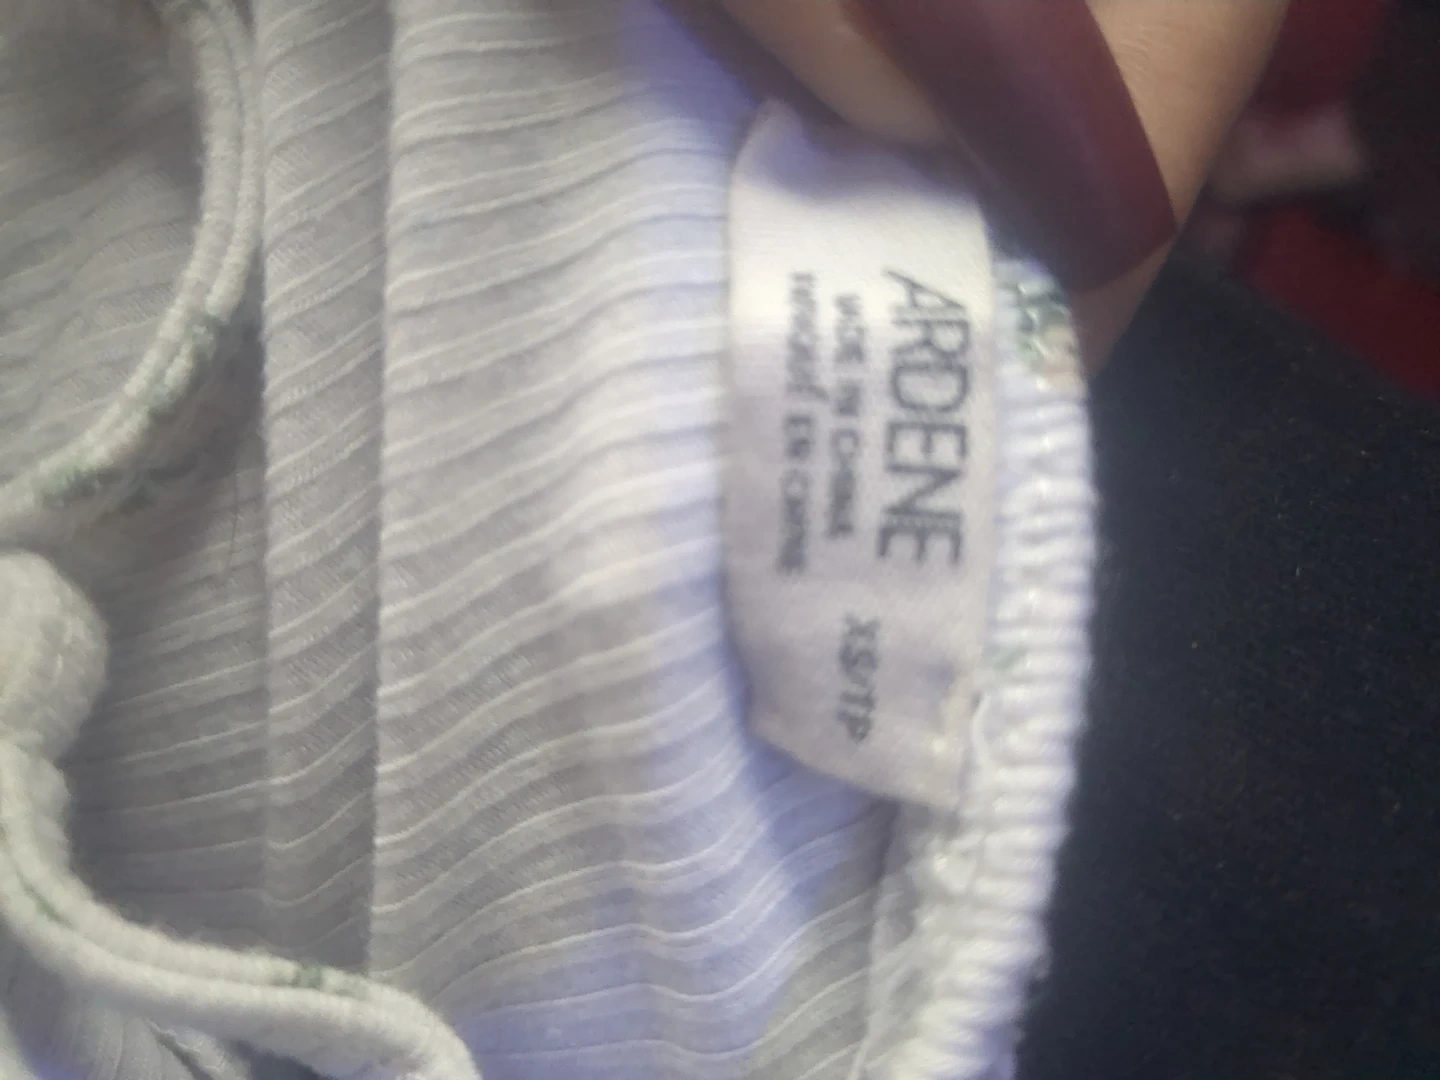 ARDENE
MADE IN CHINA
FABRIQUÉ EN CHINE
XS/TP